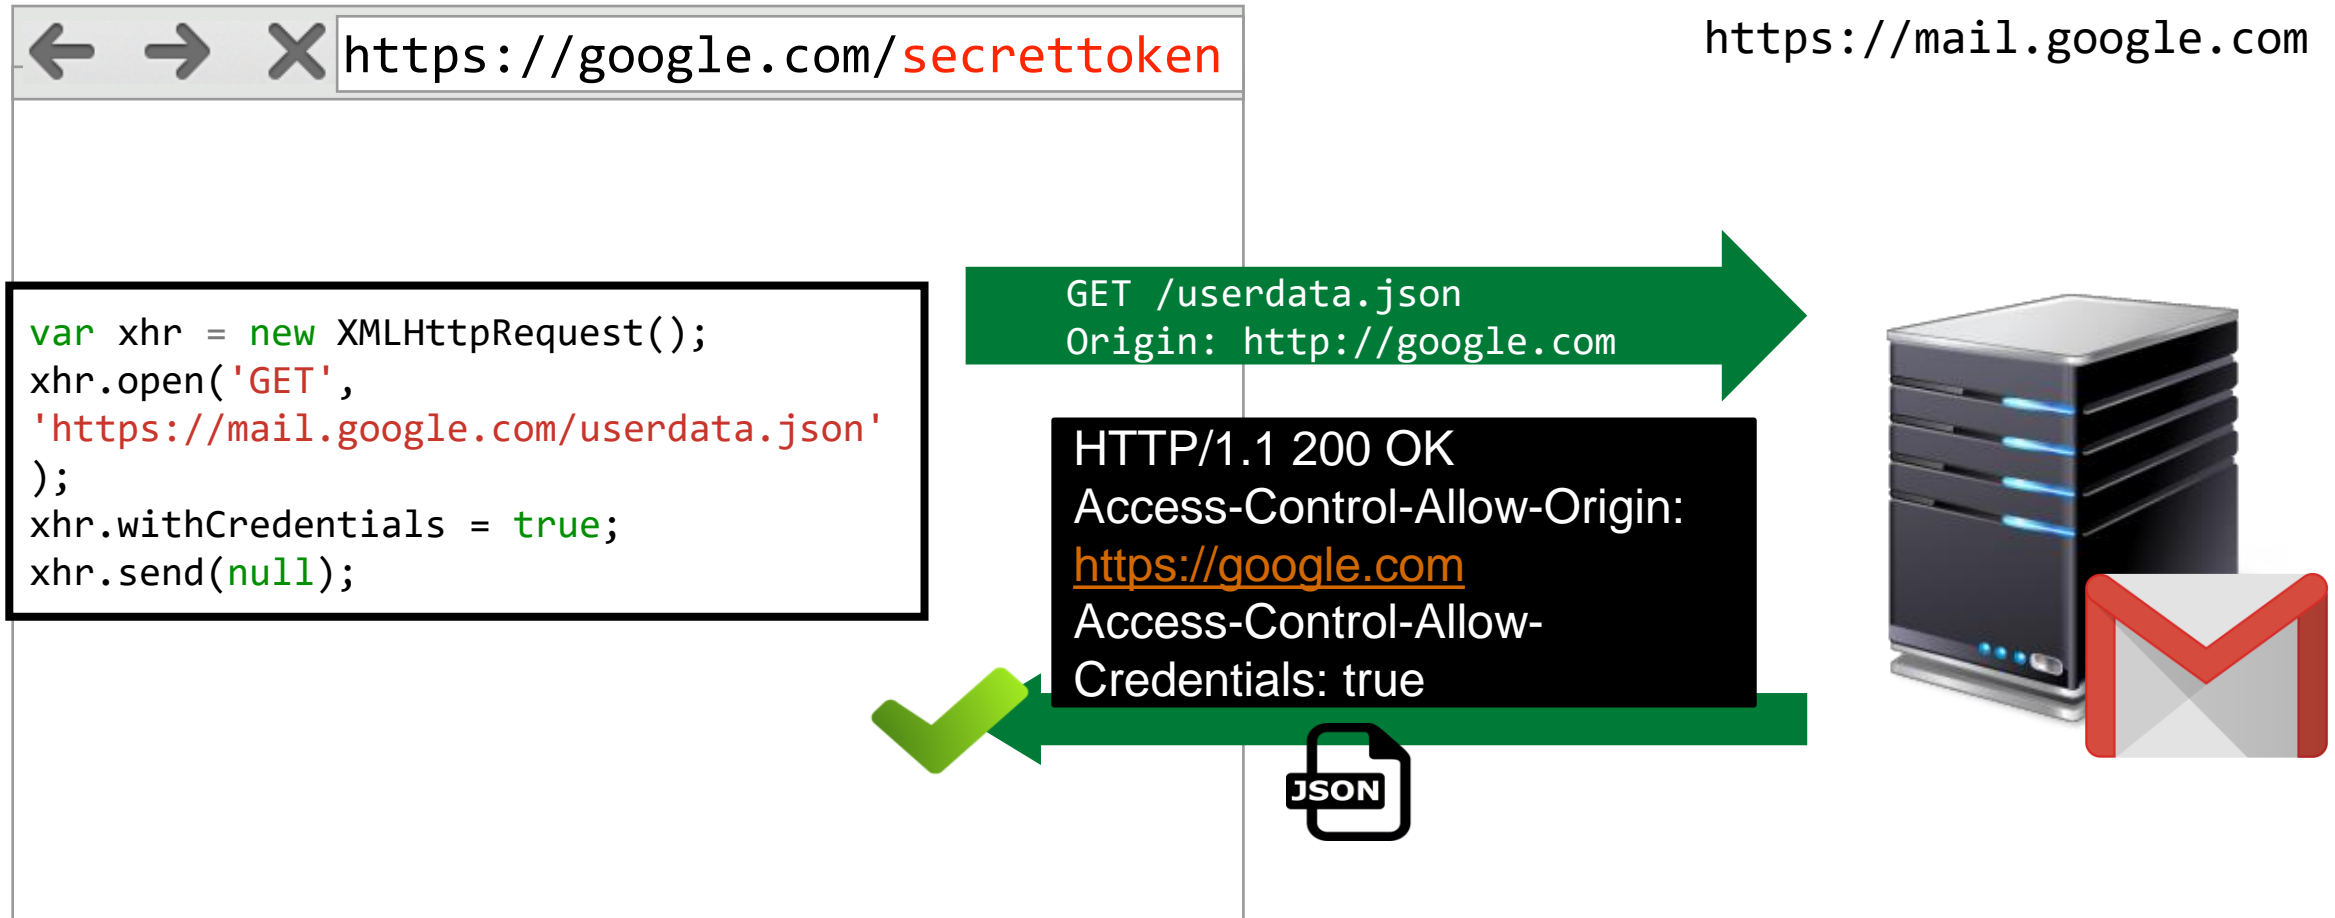 https://google.com/secrettoken
https://mail.google.com
var xhr = new XMLHttpRequest();
xhr.open('GET',
'https://mail.google.com/userdata.json'
);
xhr.withCredentials = true;
xhr.send(null);
GET /userdata.json
Origin: http://google.com
HTTP/1.1 200 OK
Access-Control-Allow-Origin:
https://google.com
Access-Control-Allow-
Credentials: true
JSON